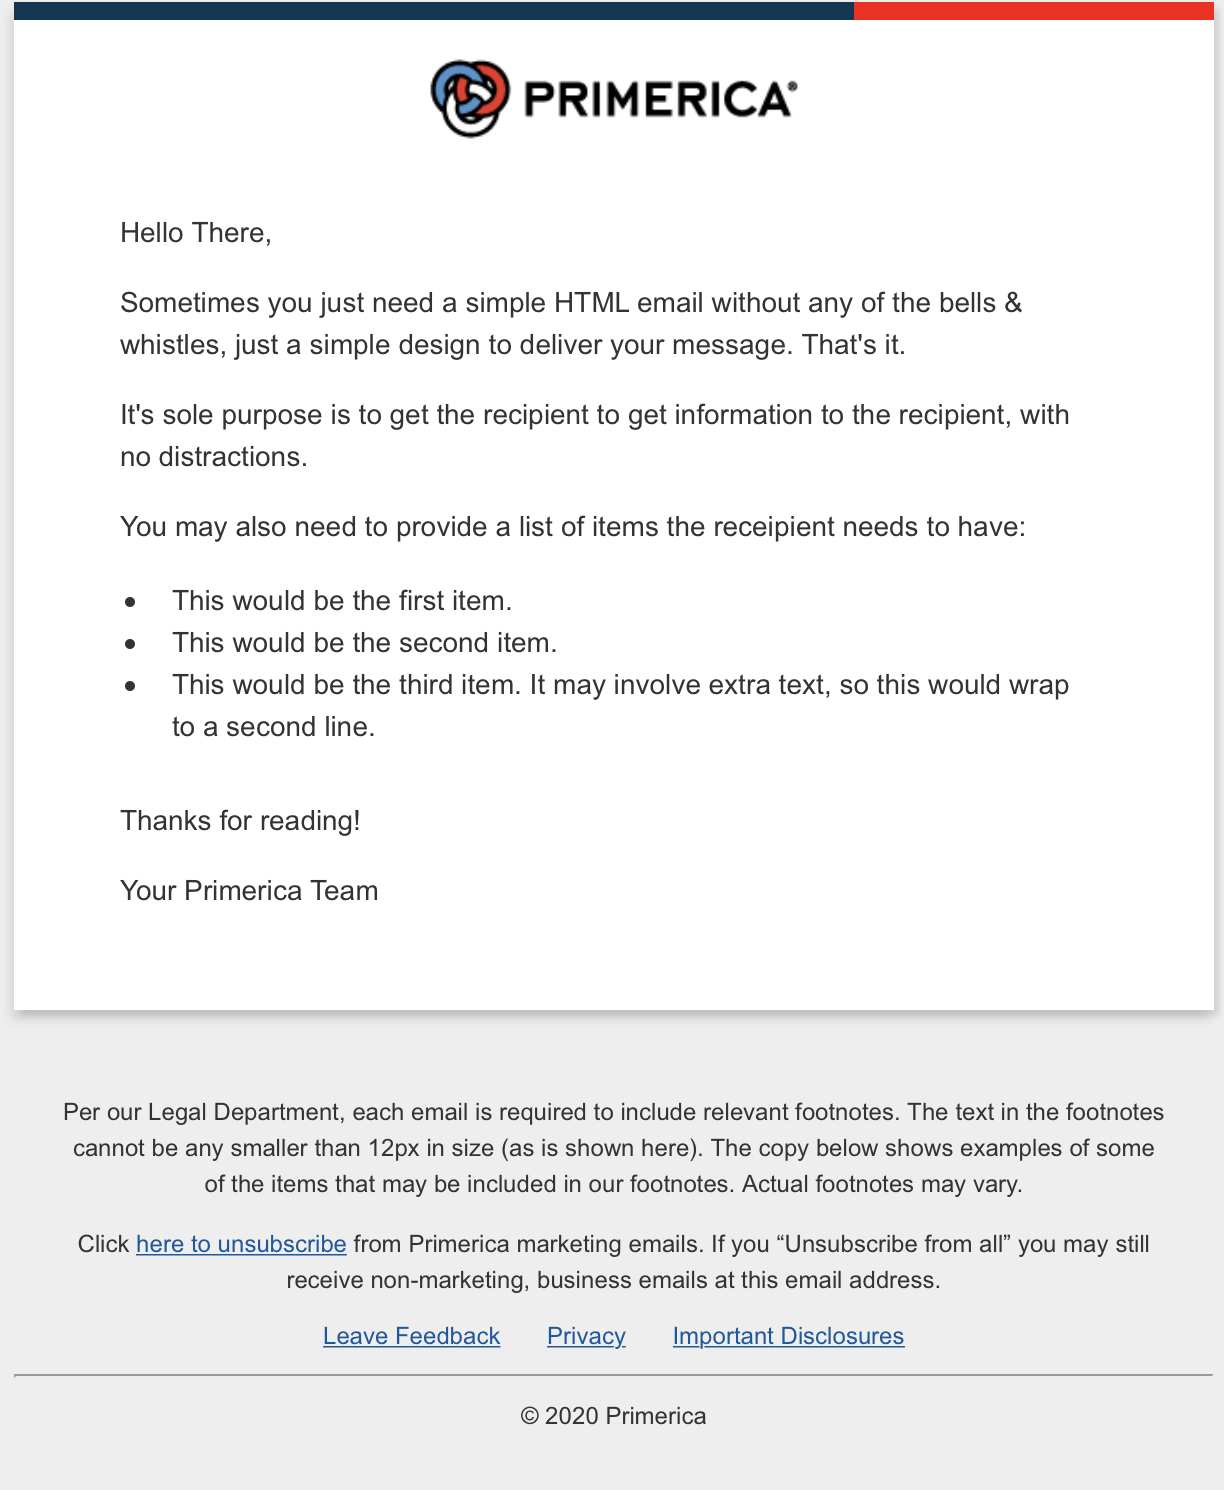 PRIMERICA®
Hello There,
Sometimes you just need a simple HTML email without any of the bells &
whistles, just a simple design to deliver your message. That's it.
It's sole purpose is to get the recipient to get information to the recipient, with
no distractions.
You may also need to provide a list of items the receipient needs to have:
• This would be the first item.
• This would be the second item.
• This would be the third item. It may involve extra text, so this would wrap
to a second line.
Thanks for reading!
Your Primerica Team
Per our Legal Department, each email is required to include relevant footnotes. The text in the footnotes
cannot be any smaller than 12px in size (as is shown here). The copy below shows examples of some
of the items that may be included in our footnotes. Actual footnotes may vary.
Click here to unsubscribe from Primerica marketing emails. If you “Unsubscribe from all” you may still
receive non-marketing, business emails at this email address.
Leave Feedback Privacy Important Disclosures
© 2020 Primerica